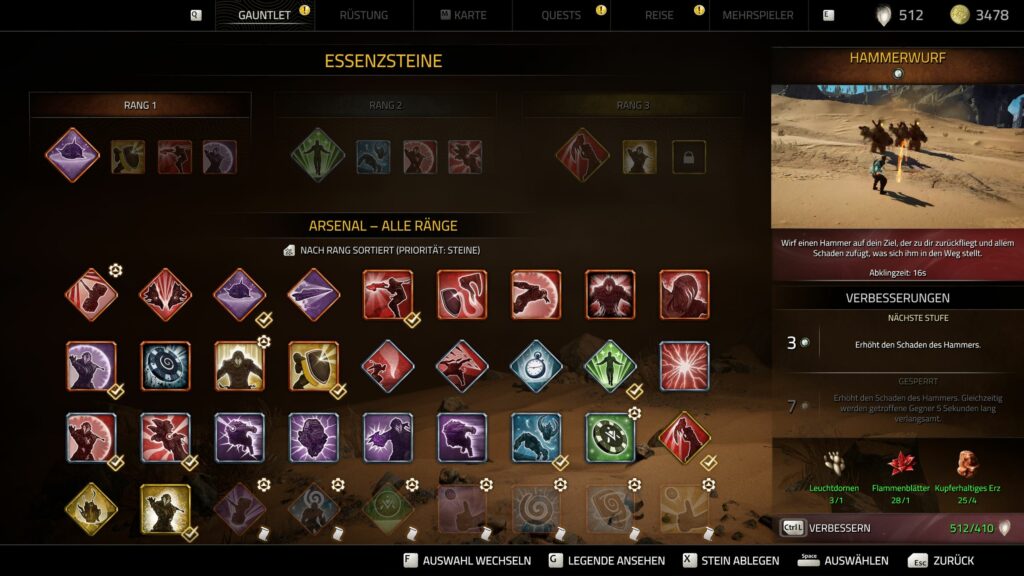 Q GAUNTLET ! RÜSTUNG M KARTE QUESTS ! REISE ! MEHRSPIELER E 512 3478
ESSENZSTEINE
RANG 1 RANG 2 RANG 3
ARSENAL – ALLE RÄNGE
NACH RANG SORTIERT (PRIORITÄT: STEINE)
HAMMERWURF
Wirf einen Hammer auf dein Ziel, der zu dir zurückfliegt und allem
Schaden zufügt, was sich ihm in den Weg stellt.
Abklingzeit: 16s
VERBESSERUNGEN
NÄCHSTE STUFE
3 Erhöht den Schaden des Hammers.
GESPERRT
7 Erhöht den Schaden des Hammers. Gleichzeitig
werden getroffene Gegner 5 Sekunden lang
verlangsamt.
Leuchtdornen Flammenblätter Kupferhaltiges Erz
3/1 28/1 25/4
Ctrl L VERBESSERN 512/410
F AUSWAHL WECHSELN G LEGENDE ANSEHEN X STEIN ABLEGEN Space AUSWÄHLEN Esc ZURÜCK